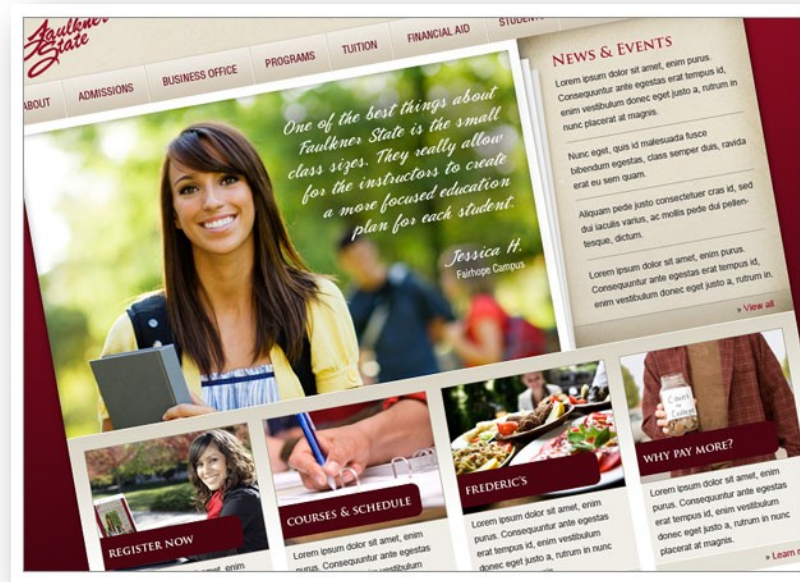 Faulkner
State
ABOUT
ADMISSIONS
BUSINESS OFFICE
PROGRAMS
TUITION
FINANCIAL AID
One of the best things about
Faulkner State is the small
class sizes. They really allow
for the instructors to create
a more focused education
plan for each student.
Jessica H.
Fairhope Campus
NEWS & EVENTS
Lorem ipsum dolor sit amet, enim purus.
Consequuntur ante egestas erat tempus id,
enim vestibulum donec eget justo a, rutrum in
nunc placerat at magnis.
Nunc eget, quis id malesuada fusce
bibendum egestas, class semper duis, ravida
erat eu sem quam.
Aliquam pede justo consectetuer cras id, sed
dui iaculis varius, ac mollis pede dui pellen-
tesque, dictum.
Lorem ipsum dolor sit amet, enim purus.
Consequuntur ante egestas erat tempus id,
enim vestibulum donec eget justo a, rutrum in.
» View all
REGISTER NOW
COURSES & SCHEDULE
Lorem ipsum dolor sit amet, enim
purus. Consequuntur ante egestas
FREDERIC'S
Lorem ipsum dolor sit amet, enim
purus. Consequuntur ante egestas
erat tempus id, enim vestibulum
donec eget justo a, rutrum in nunc
Count
for
College
WHY PAY MORE?
Lorem ipsum dolor sit amet, enim
purus. Consequuntur ante egestas
erat tempus id, enim vestibulum
donec eget justo a, rutrum in nunc
placerat at magnis.
» Learn